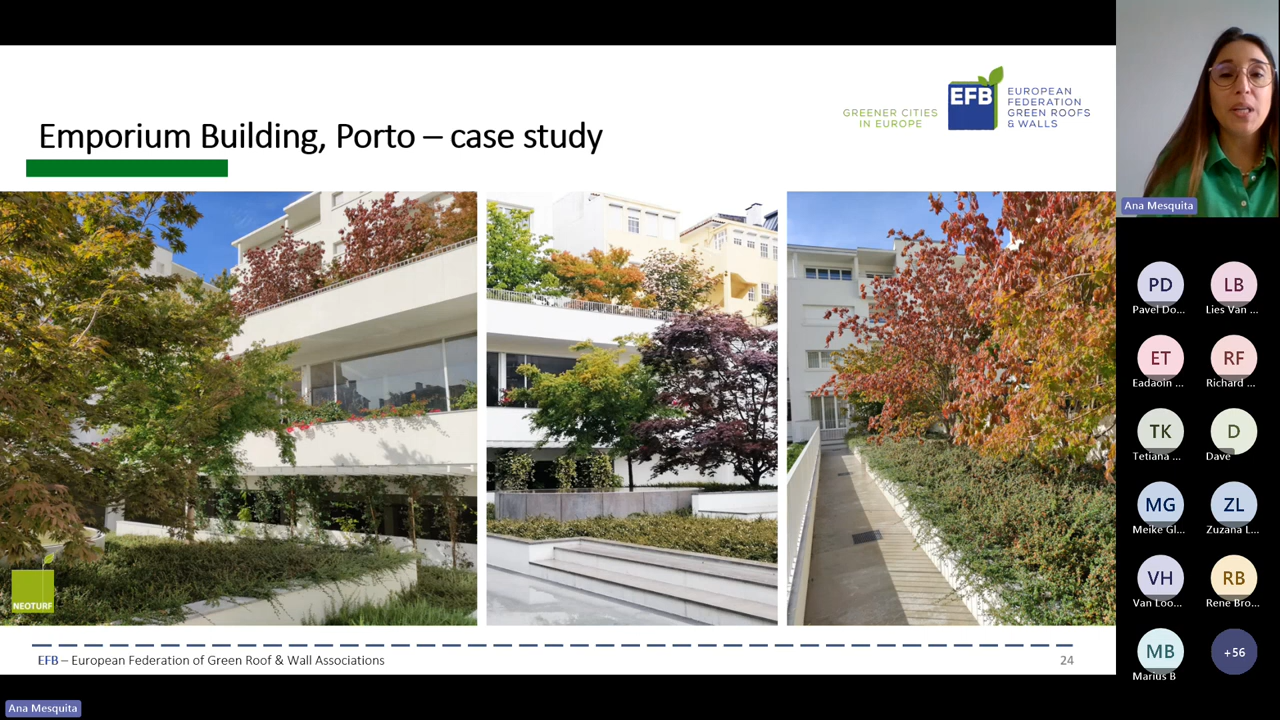 Emporium Building, Porto – case study
GREENER CITIES
IN EUROPE
EFB
EUROPEAN
FEDERATION
GREEN ROOFS
& WALLS
NEOTURF
EFB – European Federation of Green Roof & Wall Associations
24
Ana Mesquita
PD
Pavel Do...
LB
Lies Van ...
ET
Eadaoin ...
RF
Richard ...
TK
Tetiana ...
D
Dave
MG
Meike Gl...
ZL
Zuzana L...
VH
Van Loo...
RB
Rene Bro...
MB
Marius B
+56
Ana Mesquita